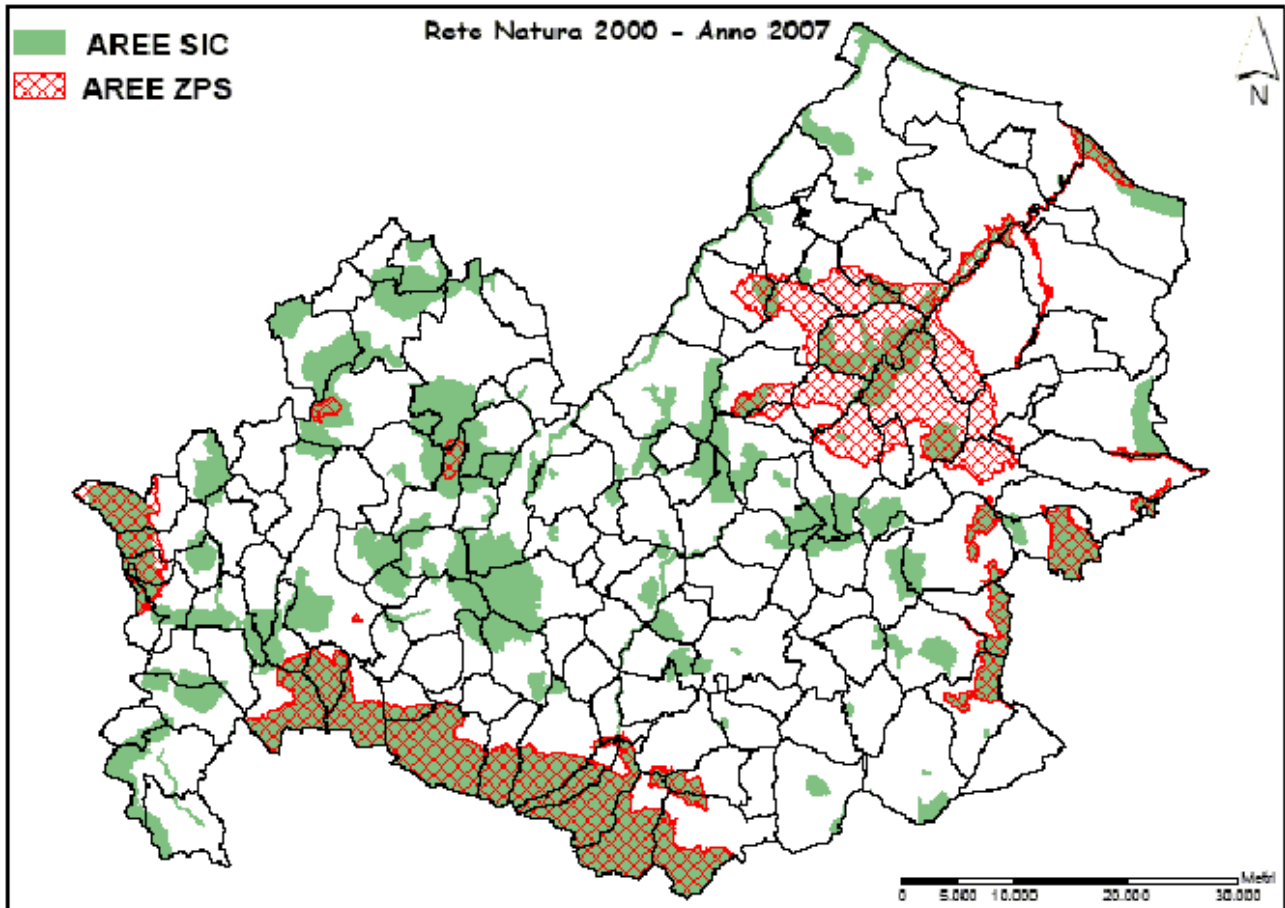 Rete Natura 2000 - Anno 2007
AREE SIC
AREE ZPS
N
Metri
0 5.000 10.000 20.000 30.000